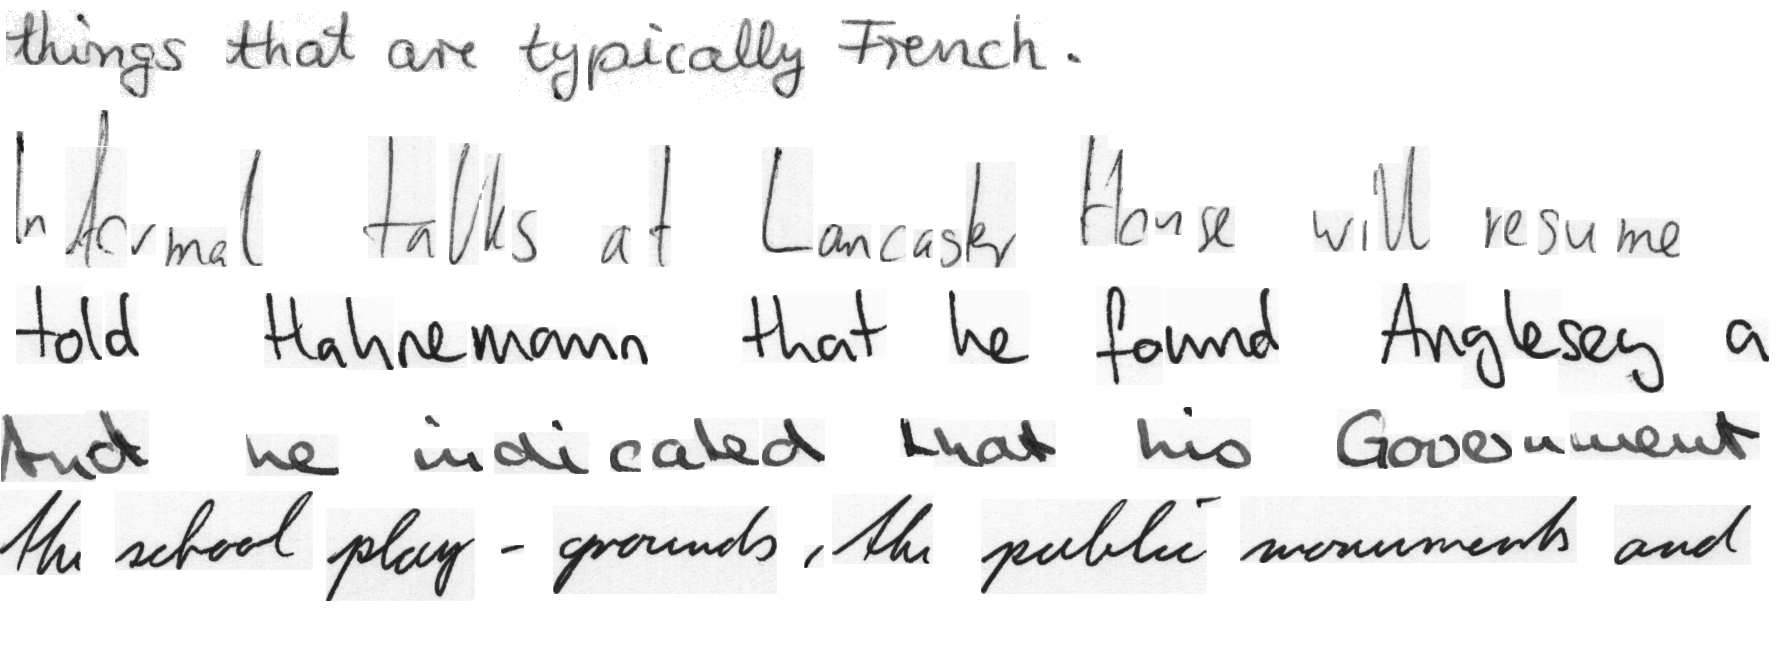 things that are typically French.
Informal talks at Lancaster House will resume
told Hahnemann that he found Anglesey a
And he indicated that his Government
the school play - grounds, the public monuments and